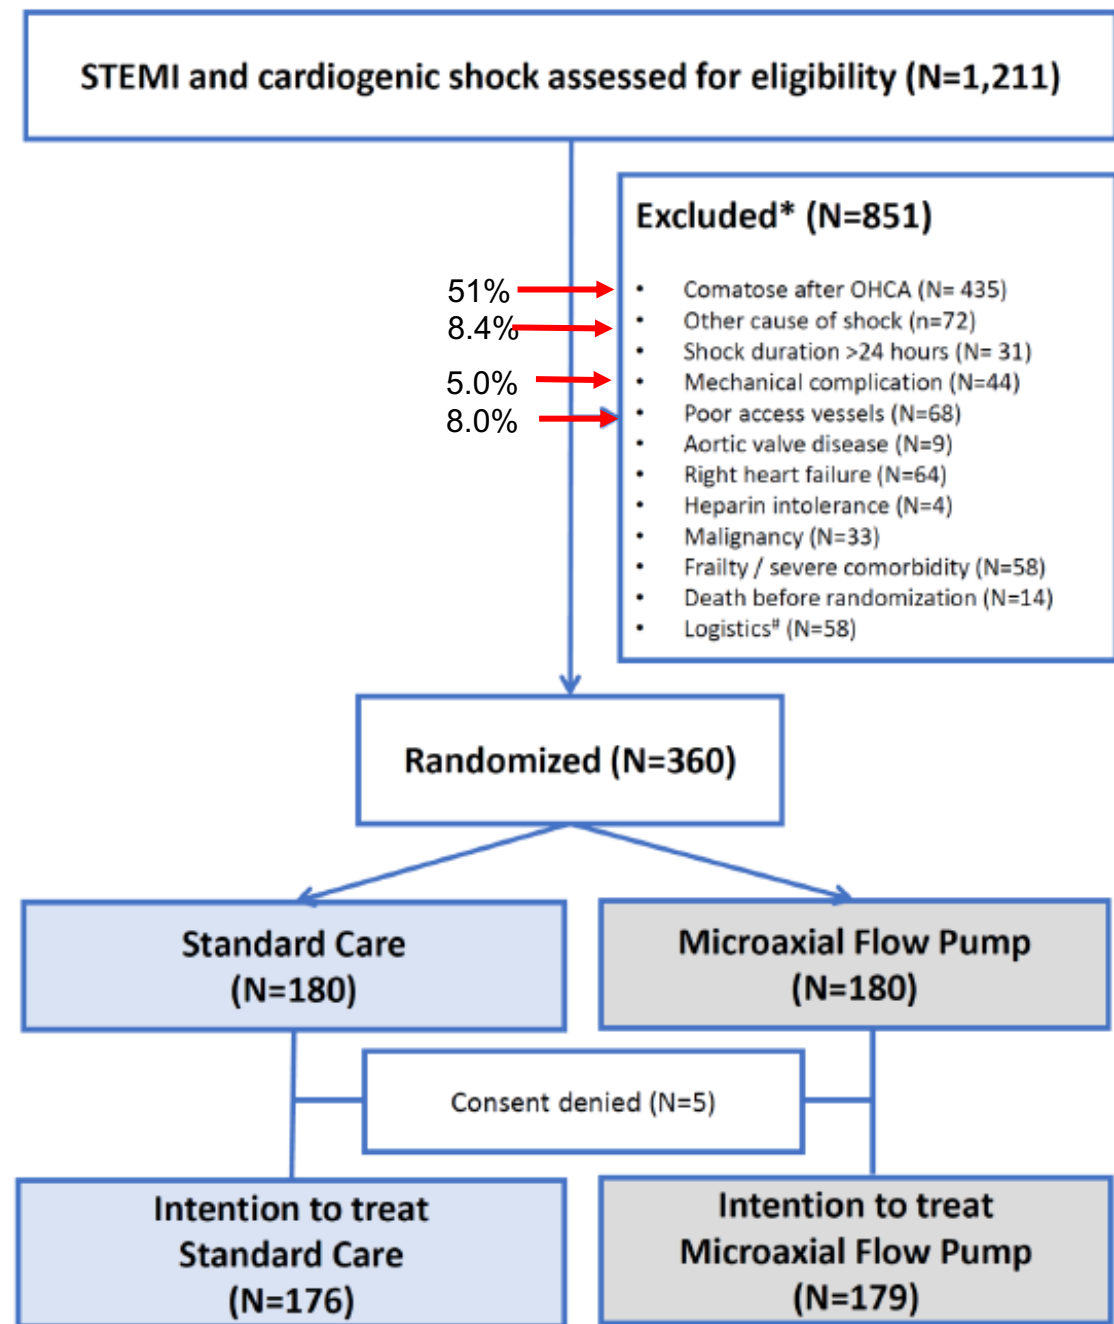 STEMI and cardiogenic shock assessed for eligibility (N=1,211)
Excluded* (N=851)
51%
• Comatose after OHCA (N= 435)
8.4%
• Other cause of shock (n=72)
• Shock duration >24 hours (N= 31)
5.0%
• Mechanical complication (N=44)
8.0%
• Poor access vessels (N=68)
• Aortic valve disease (N=9)
• Right heart failure (N=64)
• Heparin intolerance (N=4)
• Malignancy (N=33)
• Frailty / severe comorbidity (N=58)
• Death before randomization (N=14)
• Logistics# (N=58)
Randomized (N=360)
Standard Care
(N=180)
Microaxial Flow Pump
(N=180)
Consent denied (N=5)
Intention to treat
Standard Care
(N=176)
Intention to treat
Microaxial Flow Pump
(N=179)